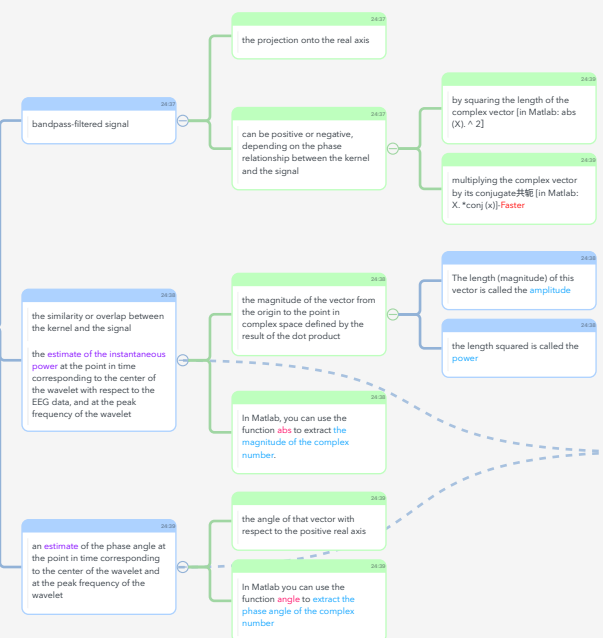 24:37
the projection onto the real axis
24:37
bandpass-filtered signal
24:37
can be positive or negative,
depending on the phase
relationship between the kernel
and the signal
24:39
by squaring the length of the
complex vector [in Matlab: abs
(X). ^ 2]
24:39
multiplying the complex vector
by its conjugate共轭 [in Matlab:
X. *conj (x)]-Faster
24:38
the similarity or overlap between
the kernel and the signal
the estimate of the instantaneous
power at the point in time
corresponding to the center of
the wavelet with respect to the
EEG data, and at the peak
frequency of the wavelet
24:38
the magnitude of the vector from
the origin to the point in
complex space defined by the
result of the dot product
24:38
The length (magnitude) of this
vector is called the amplitude
24:38
the length squared is called the
power
24:38
In Matlab, you can use the
function abs to extract the
magnitude of the complex
number.
24:39
an estimate of the phase angle at
the point in time corresponding
to the center of the wavelet and
at the peak frequency of the
wavelet
24:39
the angle of that vector with
respect to the positive real axis
24:39
In Matlab you can use the
function angle to extract the
phase angle of the complex
number